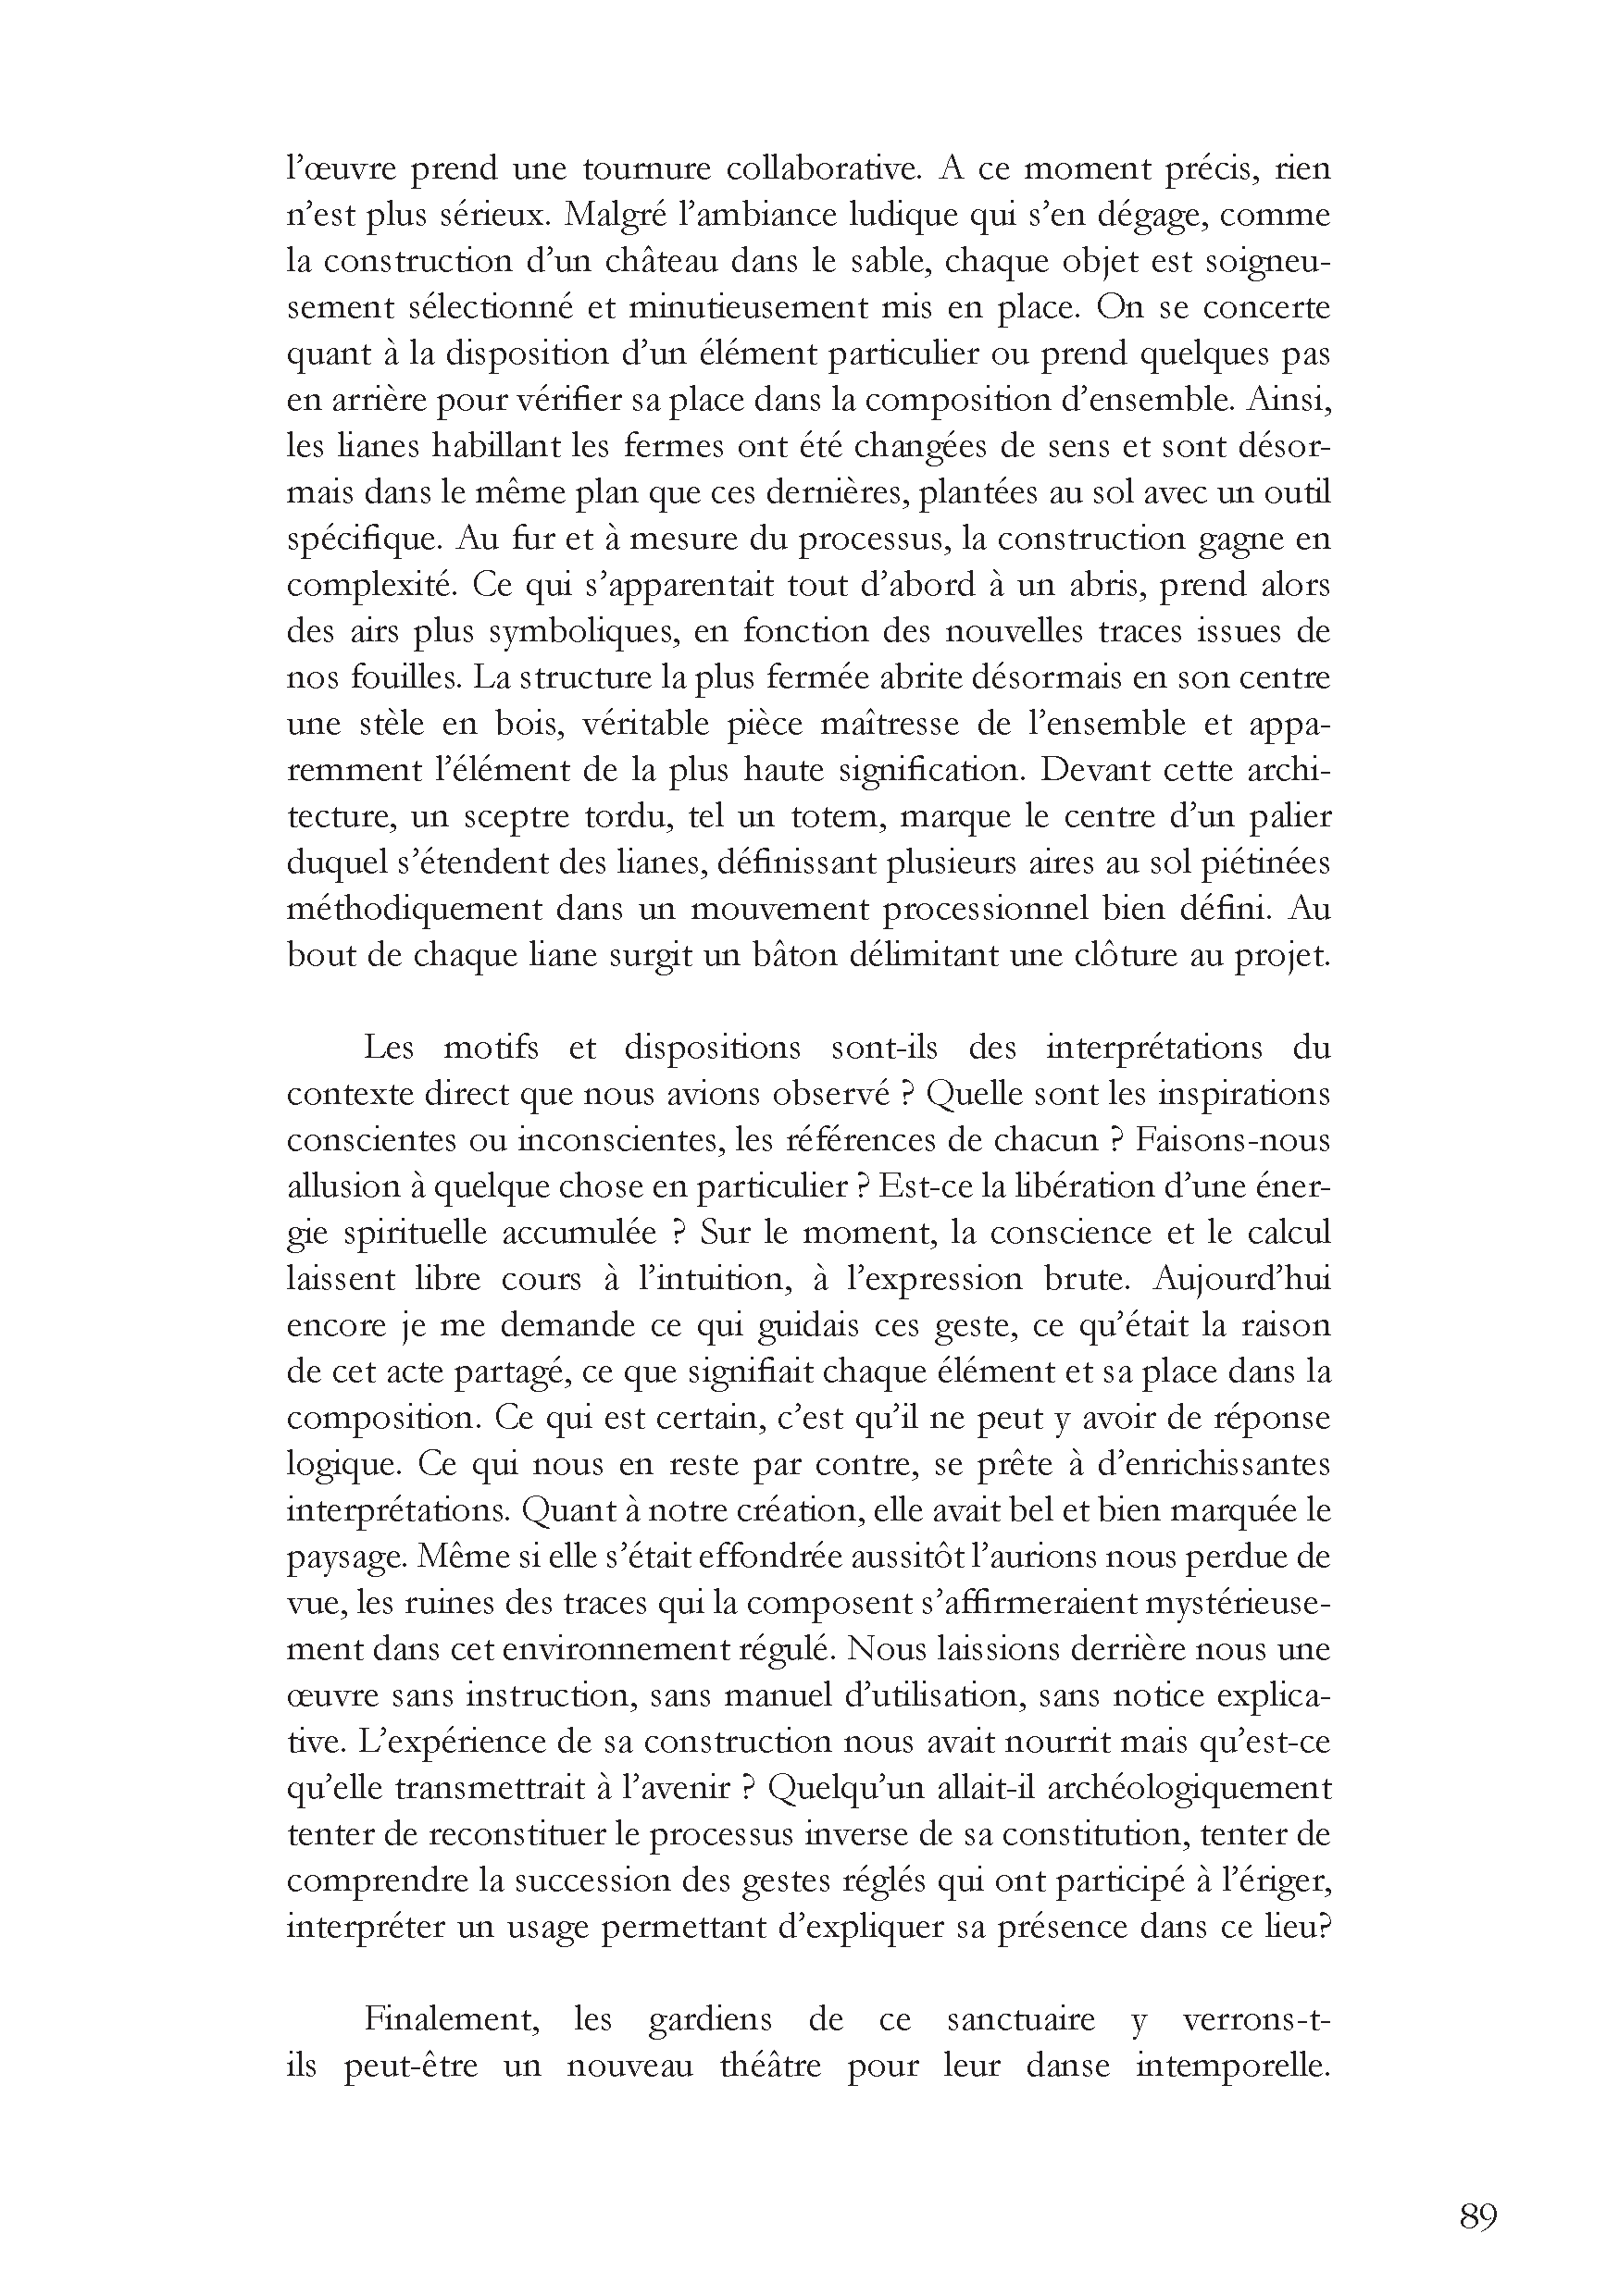 l’œuvre prend une tournure collaborative. A ce moment précis, rien
n’est plus sérieux. Malgré l’ambiance ludique qui s’en dégage, comme
la construction d’un château dans le sable, chaque objet est soigneu-
sement sélectionné et minutieusement mis en place. On se concerte
quant à la disposition d’un élément particulier ou prend quelques pas
en arrière pour vérifier sa place dans la composition d’ensemble. Ainsi,
les lianes habillant les fermes ont été changées de sens et sont désor-
mais dans le même plan que ces dernières, plantées au sol avec un outil
spécifique. Au fur et à mesure du processus, la construction gagne en
complexité. Ce qui s’apparentait tout d’abord à un abris, prend alors
des airs plus symboliques, en fonction des nouvelles traces issues de
nos fouilles. La structure la plus fermée abrite désormais en son centre
une stèle en bois, véritable pièce maîtresse de l’ensemble et appa-
remment l’élément de la plus haute signification. Devant cette archi-
tecture, un sceptre tordu, tel un totem, marque le centre d’un palier
duquel s’étendent des lianes, définissant plusieurs aires au sol piétinées
méthodiquement dans un mouvement processionnel bien défini. Au
bout de chaque liane surgit un bâton délimitant une clôture au projet.
Les motifs et dispositions sont-ils des interprétations du
contexte direct que nous avions observé ? Quelle sont les inspirations
conscientes ou inconscientes, les références de chacun ? Faisons-nous
allusion à quelque chose en particulier ? Est-ce la libération d’une éner-
gie spirituelle accumulée ? Sur le moment, la conscience et le calcul
laissent libre cours à l’intuition, à l’expression brute. Aujourd’hui
encore je me demande ce qui guidais ces geste, ce qu’était la raison
de cet acte partagé, ce que signifiait chaque élément et sa place dans la
composition. Ce qui est certain, c’est qu’il ne peut y avoir de réponse
logique. Ce qui nous en reste par contre, se prête à d’enrichissantes
interprétations. Quant à notre création, elle avait bel et bien marquée le
paysage. Même si elle s’était effondrée aussitôt l’aurions nous perdue de
vue, les ruines des traces qui la composent s’affirmeraient mystérieuse-
ment dans cet environnement régulé. Nous laissions derrière nous une
œuvre sans instruction, sans manuel d’utilisation, sans notice explica-
tive. L’expérience de sa construction nous avait nourrit mais qu’est-ce
qu’elle transmettrait à l’avenir ? Quelqu’un allait-il archéologiquement
tenter de reconstituer le processus inverse de sa constitution, tenter de
comprendre la succession des gestes réglés qui ont participé à l’ériger,
interpréter un usage permettant d’expliquer sa présence dans ce lieu?
Finalement, les gardiens de ce sanctuaire y verrons-t-
ils peut-être un nouveau théâtre pour leur danse intemporelle.
89